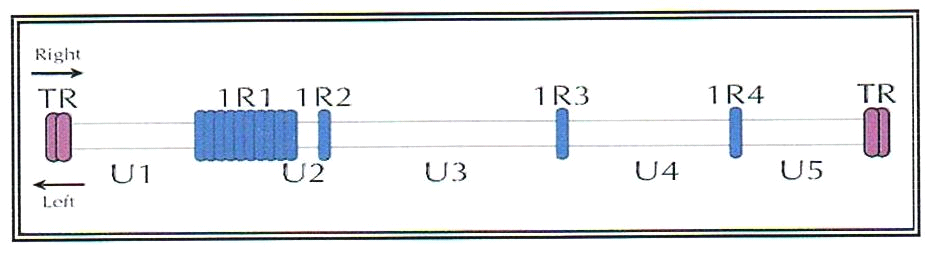 Right
TR 1R1 1R2 1R3 1R4 TR
U1 U2 U3 U4 U5
Left